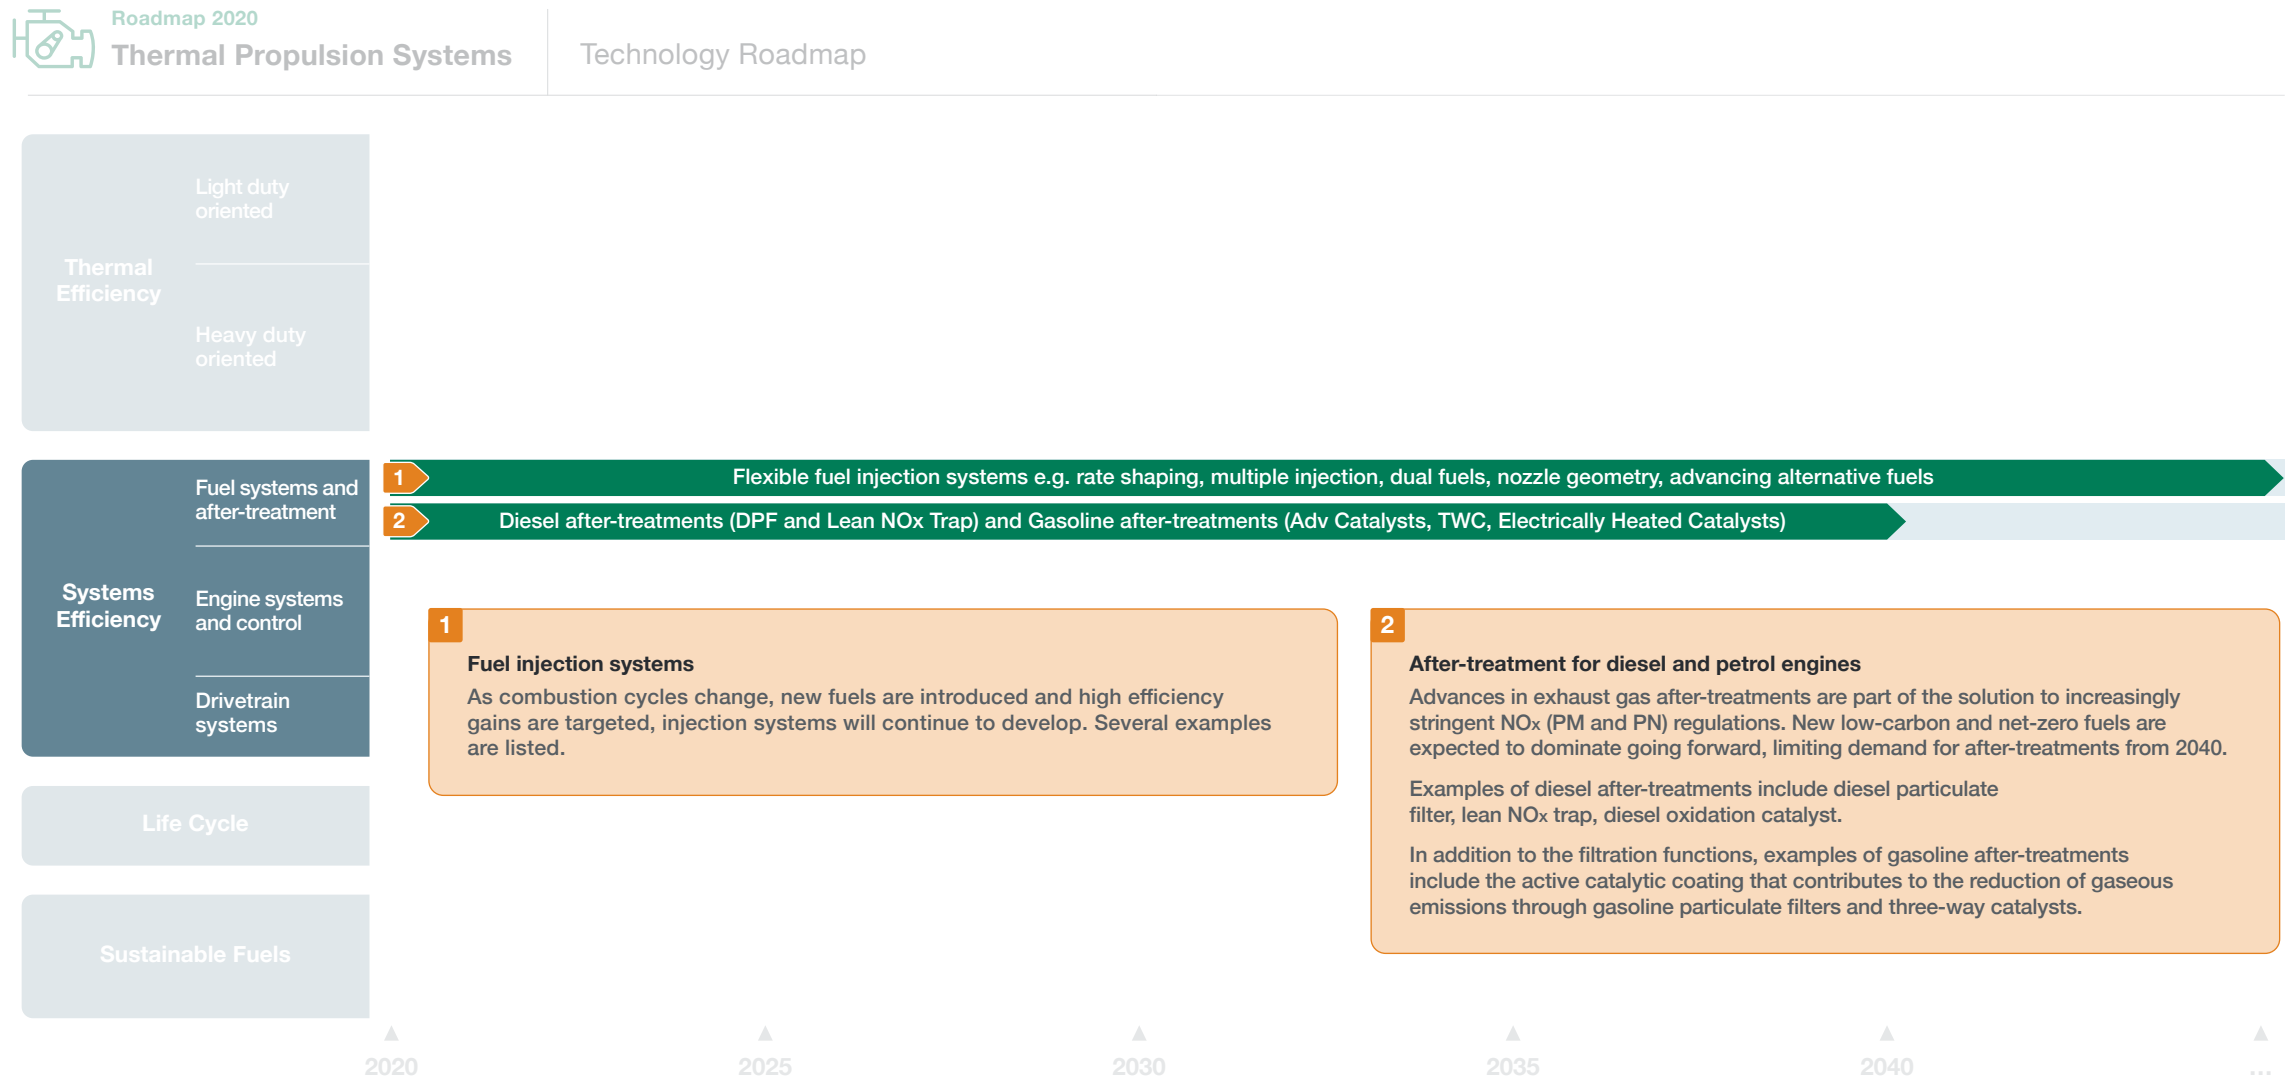 Roadmap 2020
Thermal Propulsion Systems
Technology Roadmap
Light duty
oriented
Thermal
Efficiency
Heavy duty
oriented
Fuel systems and
after-treatment
Systems
Efficiency
Engine systems
and control
Drivetrain
systems
Life Cycle
Sustainable Fuels
1
Flexible fuel injection systems e.g. rate shaping, multiple injection, dual fuels, nozzle geometry, advancing alternative fuels
2
Diesel after-treatments (DPF and Lean NOx Trap) and Gasoline after-treatments (Adv Catalysts, TWC, Electrically Heated Catalysts)
1
Fuel injection systems
As combustion cycles change, new fuels are introduced and high efficiency
gains are targeted, injection systems will continue to develop. Several examples
are listed.
2
After-treatment for diesel and petrol engines
Advances in exhaust gas after-treatments are part of the solution to increasingly
stringent NOx (PM and PN) regulations. New low-carbon and net-zero fuels are
expected to dominate going forward, limiting demand for after-treatments from 2040.
Examples of diesel after-treatments include diesel particulate
filter, lean NOx trap, diesel oxidation catalyst.
In addition to the filtration functions, examples of gasoline after-treatments
include the active catalytic coating that contributes to the reduction of gaseous
emissions through gasoline particulate filters and three-way catalysts.
2020
2025
2030
2035
2040
...